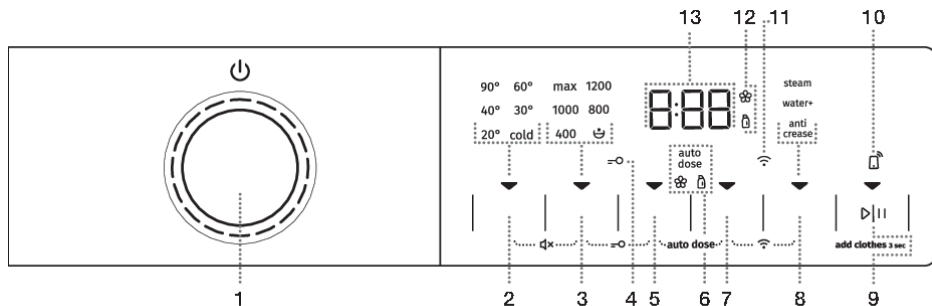 13 12 11 10
steam
90° 60° max 1200 8:88
water+
40° 30° 1000 800
anti
20° cold 400 crease
auto
dose
auto dose add clothes 3 sec
1 2 3 4 5 6 7 8 9